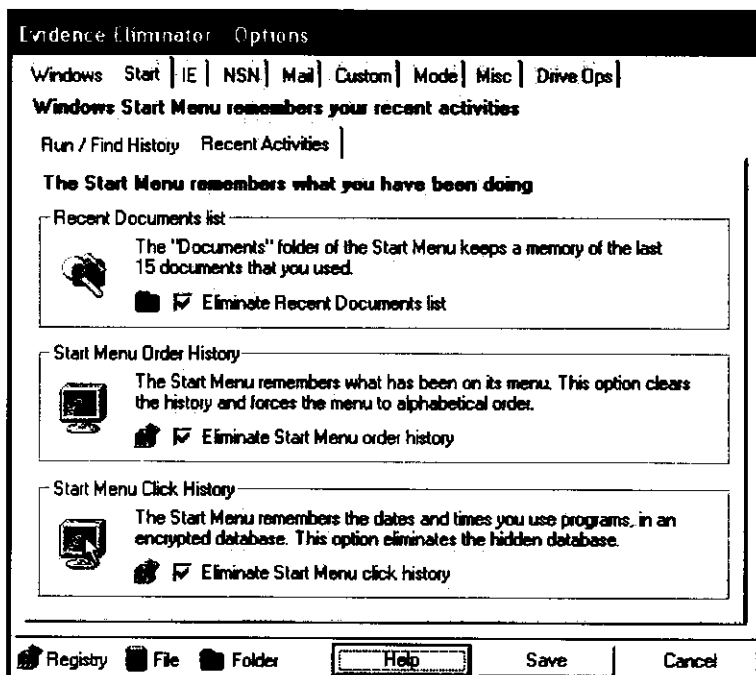 Evidence Eliminator Options
Windows Start IE NSN Mail Custom Mode Misc Drive Ops
Windows Start Menu remembers your recent activities
Run / Find History Recent Activities
The Start Menu remembers what you have been doing
Recent Documents list
The "Documents" folder of the Start Menu keeps a memory of the last
15 documents that you used.
Eliminate Recent Documents list
Start Menu Order History
The Start Menu remembers what has been on its menu. This option clears
the history and forces the menu to alphabetical order.
Eliminate Start Menu order history
Start Menu Click History
The Start Menu remembers the dates and times you use programs, in an
encrypted database. This option eliminates the hidden database.
Eliminate Start Menu click history
Registry File Folder Help Save Cancel